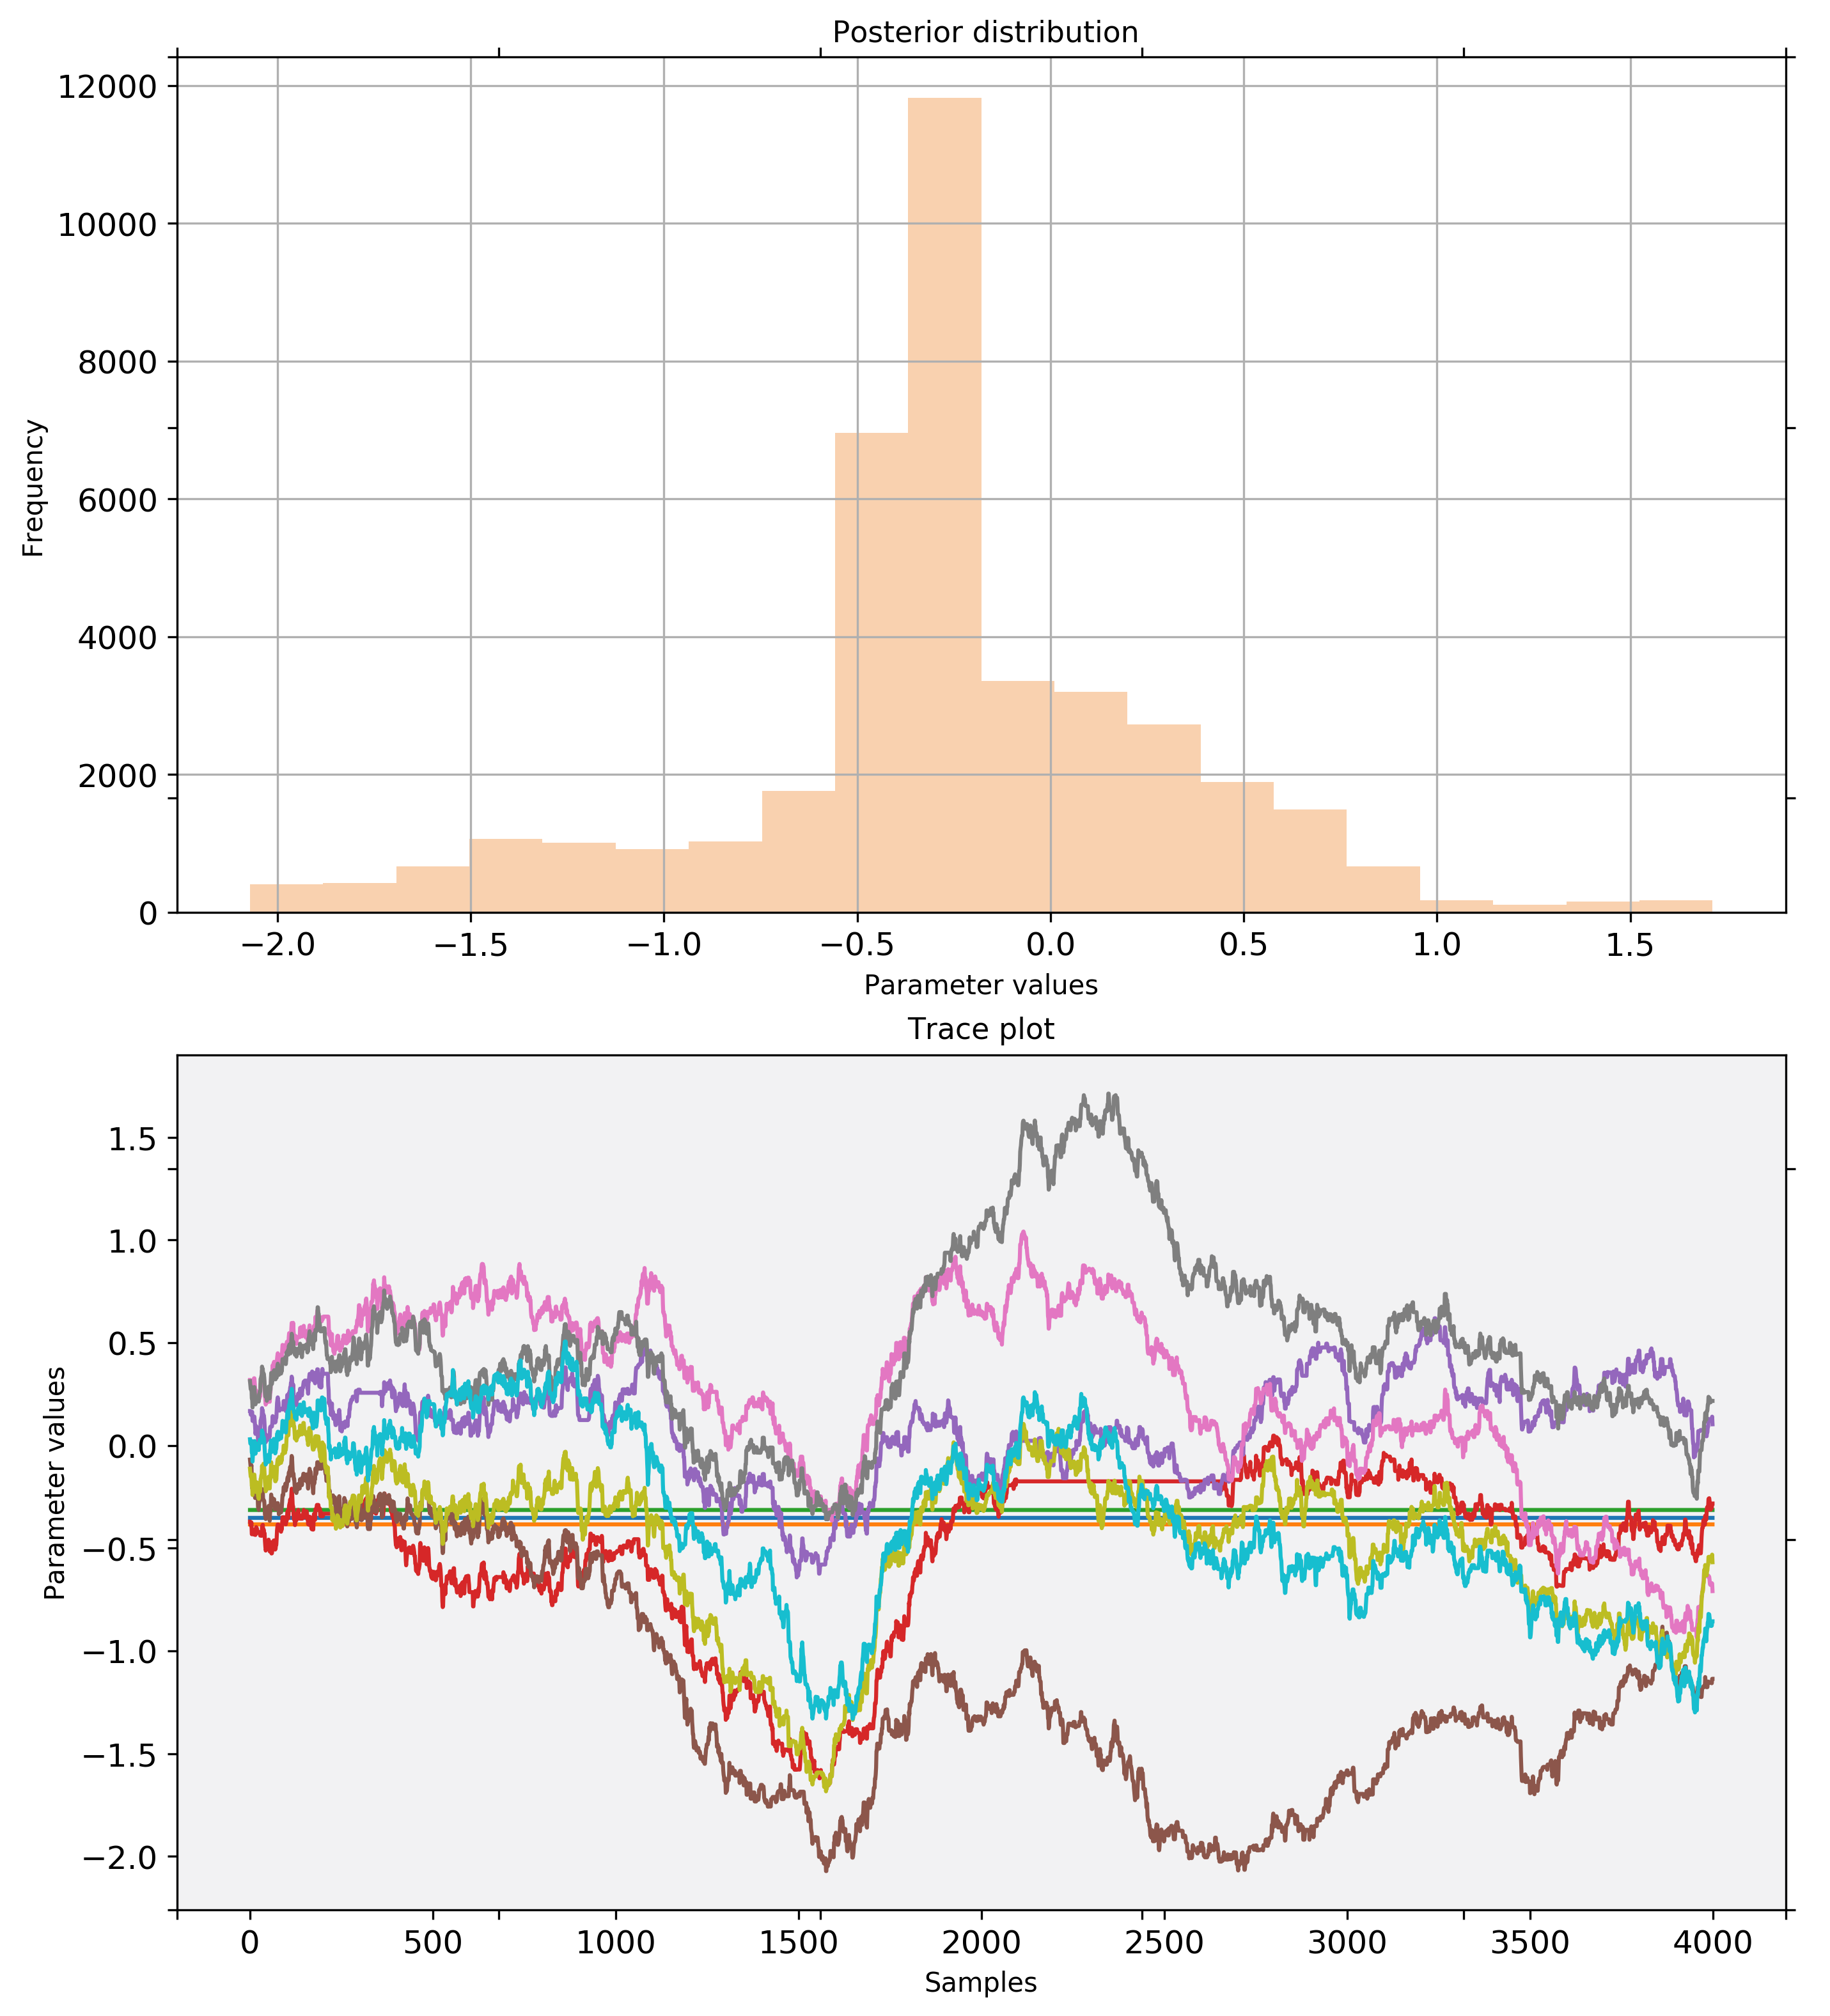 Posterior distribution
12000
10000
8000
6000
4000
2000
0
Frequency
−2.0 −1.5 −1.0 −0.5 0.0 0.5 1.0 1.5
Parameter values
Trace plot
1.5
1.0
0.5
0.0
−0.5
−1.0
−1.5
−2.0
Parameter values
0 500 1000 1500 2000 2500 3000 3500 4000
Samples